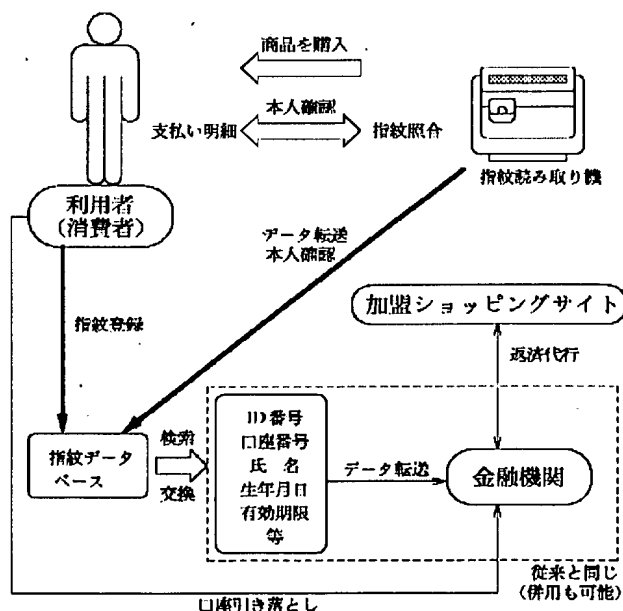 商品を購入
本人確認
支払い明細
指紋照合
指紋読み取り機
利用者
(消費者)
データ転送
本人確認
加盟ショッピングサイト
指紋登録
返済代行
指紋データ
ベース
検索
交換
ID番号
口座番号
氏 名
生年月日
有効期限
等
データ転送
金融機関
従来と同じ
(併用も可能)
口座引き落とし